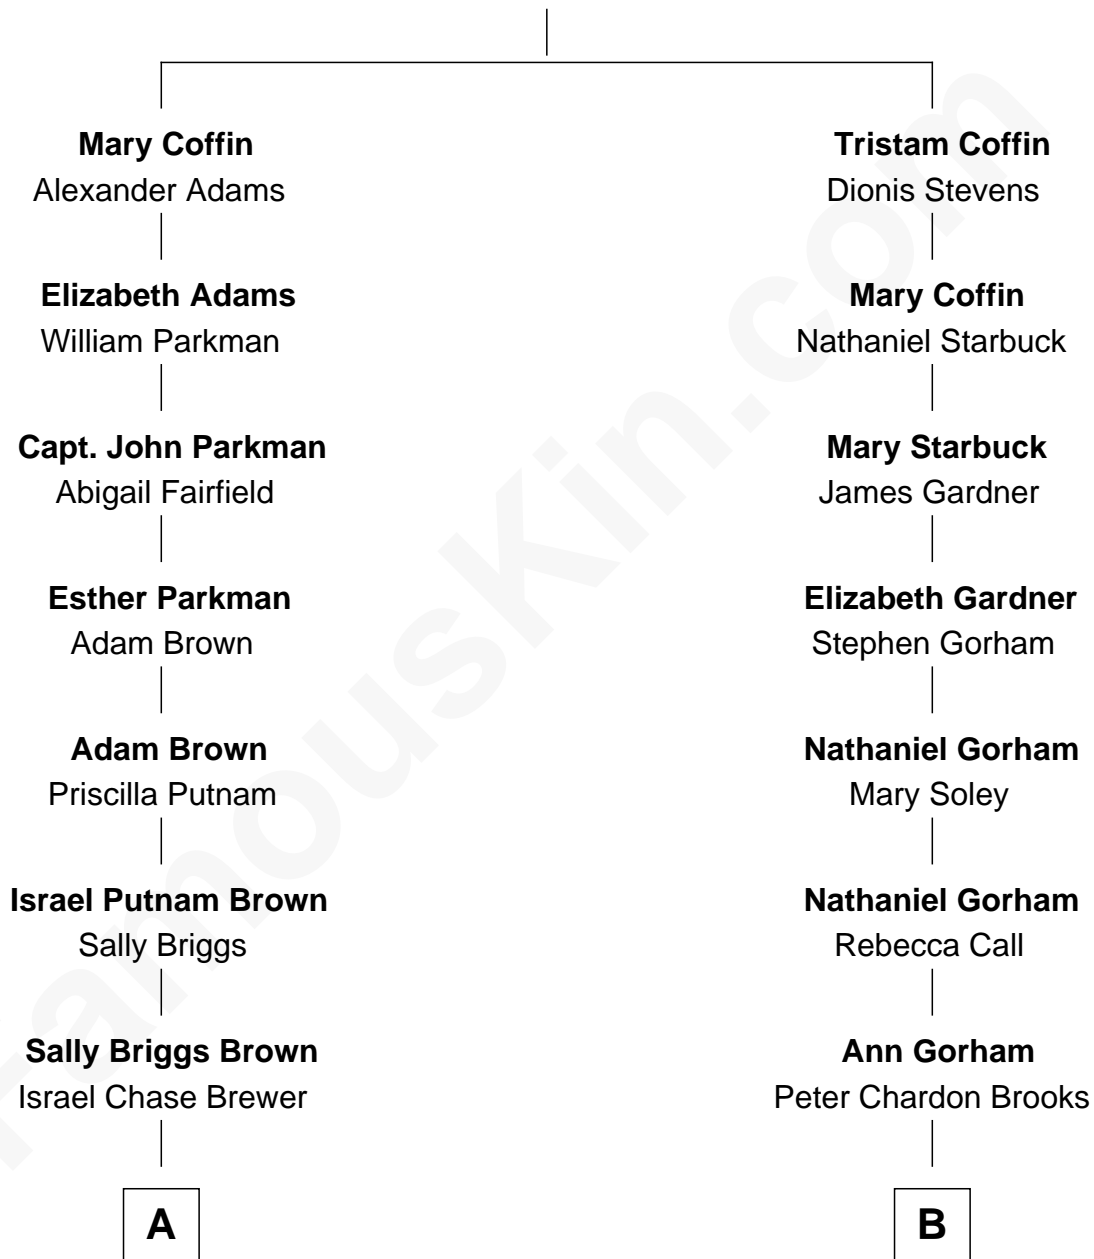 Mary Coffin
Alexander Adams
Elizabeth Adams
William Parkman
Capt. John Parkman
Abigail Fairfield
Esther Parkman
Adam Brown
Adam Brown
Priscilla Putnam
Israel Putnam Brown
Sally Briggs
Sally Briggs Brown
Israel Chase Brewer
A
Tristam Coffin
Dionis Stevens
Mary Coffin
Nathaniel Starbuck
Mary Starbuck
James Gardner
Elizabeth Gardner
Stephen Gorham
Nathaniel Gorham
Mary Soley
Nathaniel Gorham
Rebecca Call
Ann Gorham
Peter Chardon Brooks
B
FamousKin.com